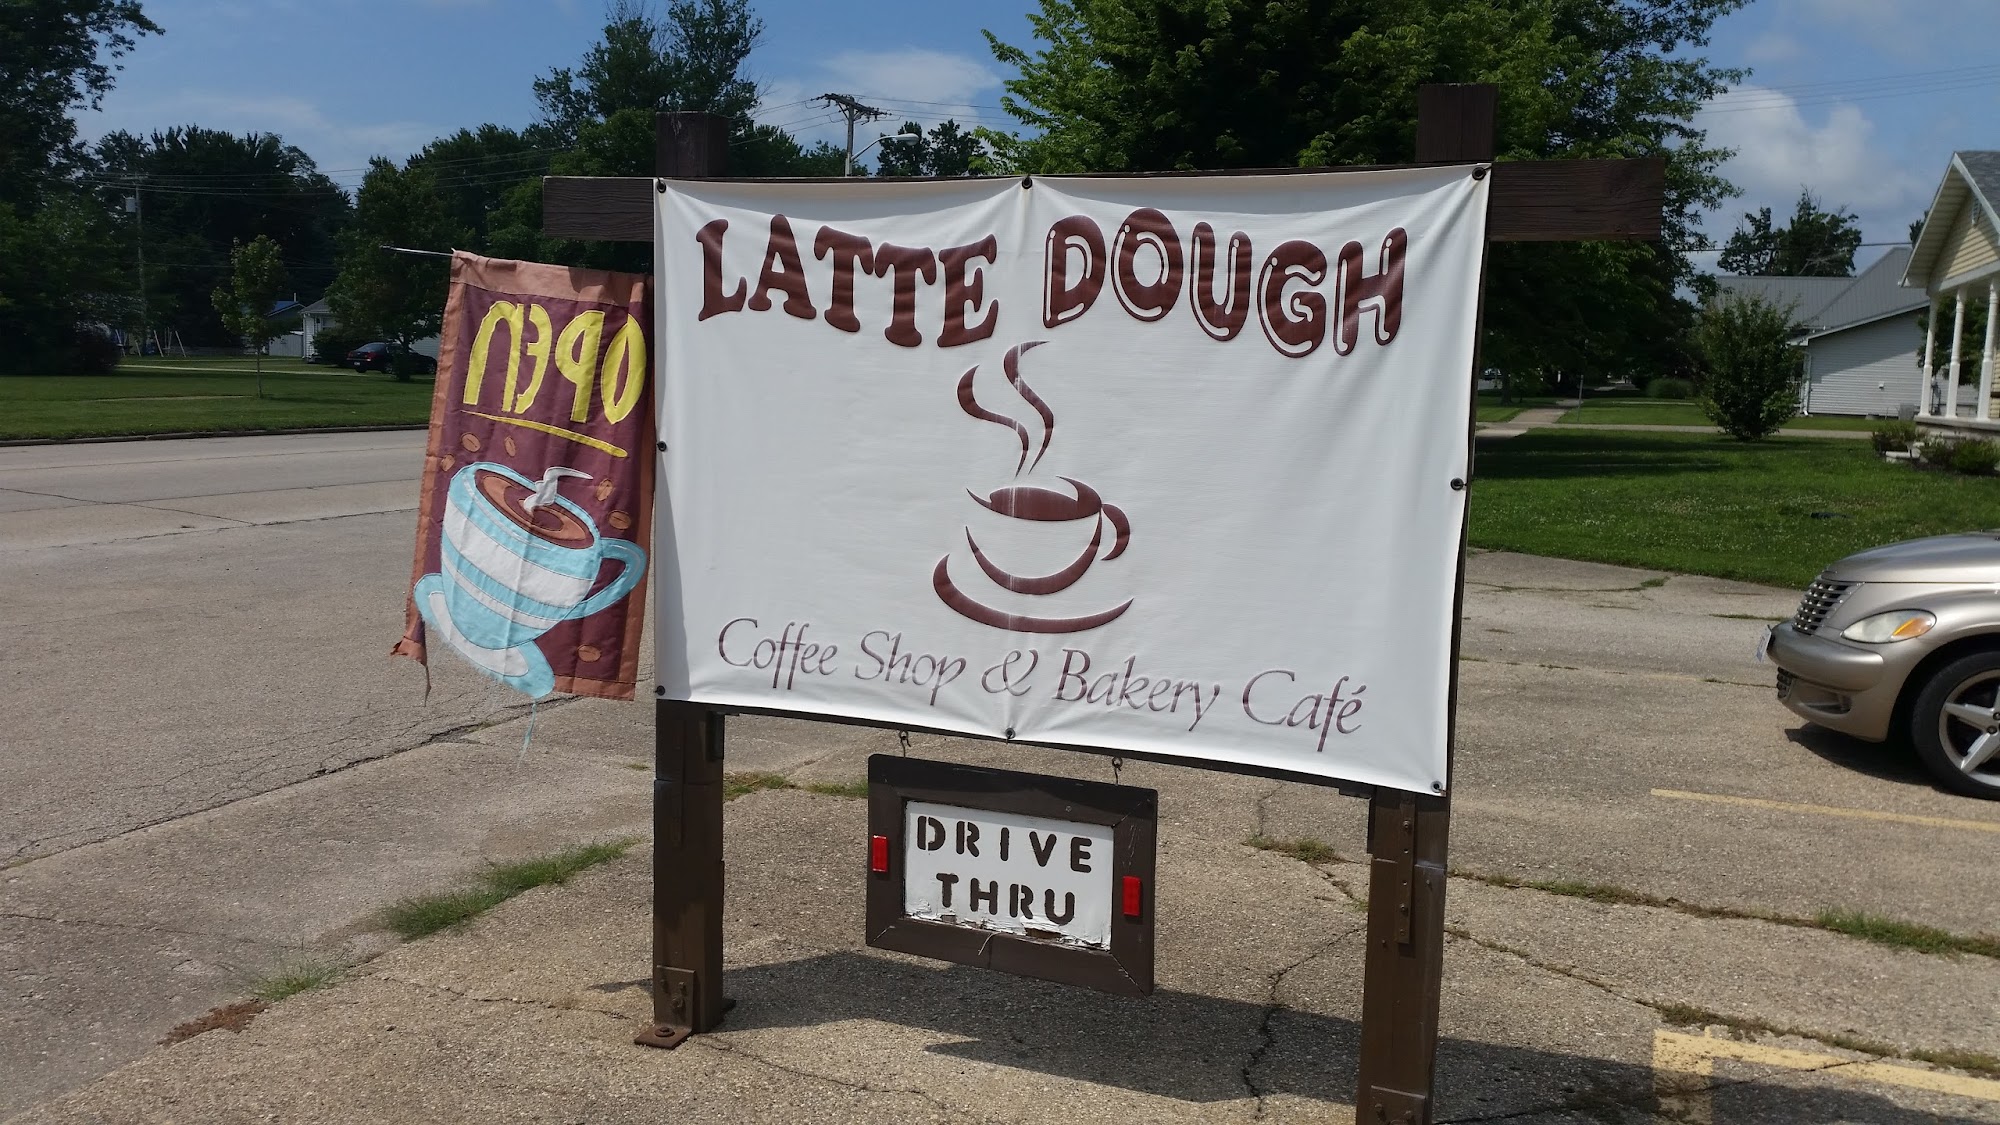 OPEN
LATTE DOUGH
Coffee Shop & Bakery Café
DRIVE
THRU